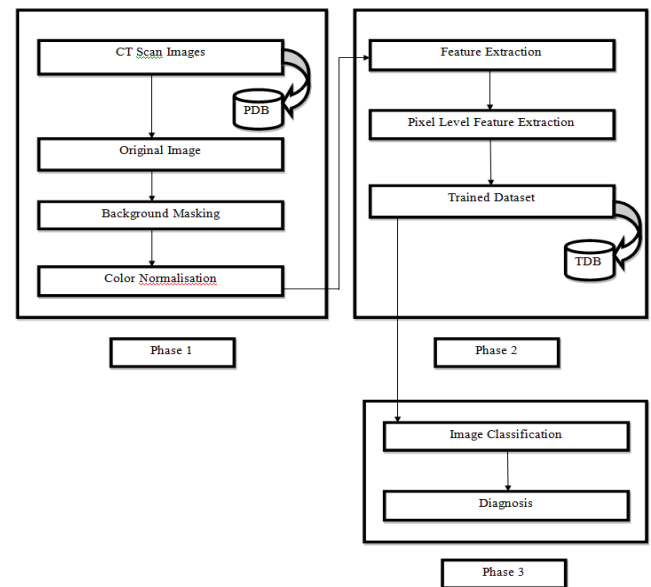 CT Scan Images
PDB
Original Image
Background Masking
Color Normalisation
Phase 1
Feature Extraction
Pixel Level Feature Extraction
Trained Dataset
TDB
Phase 2
Image Classification
Diagnosis
Phase 3